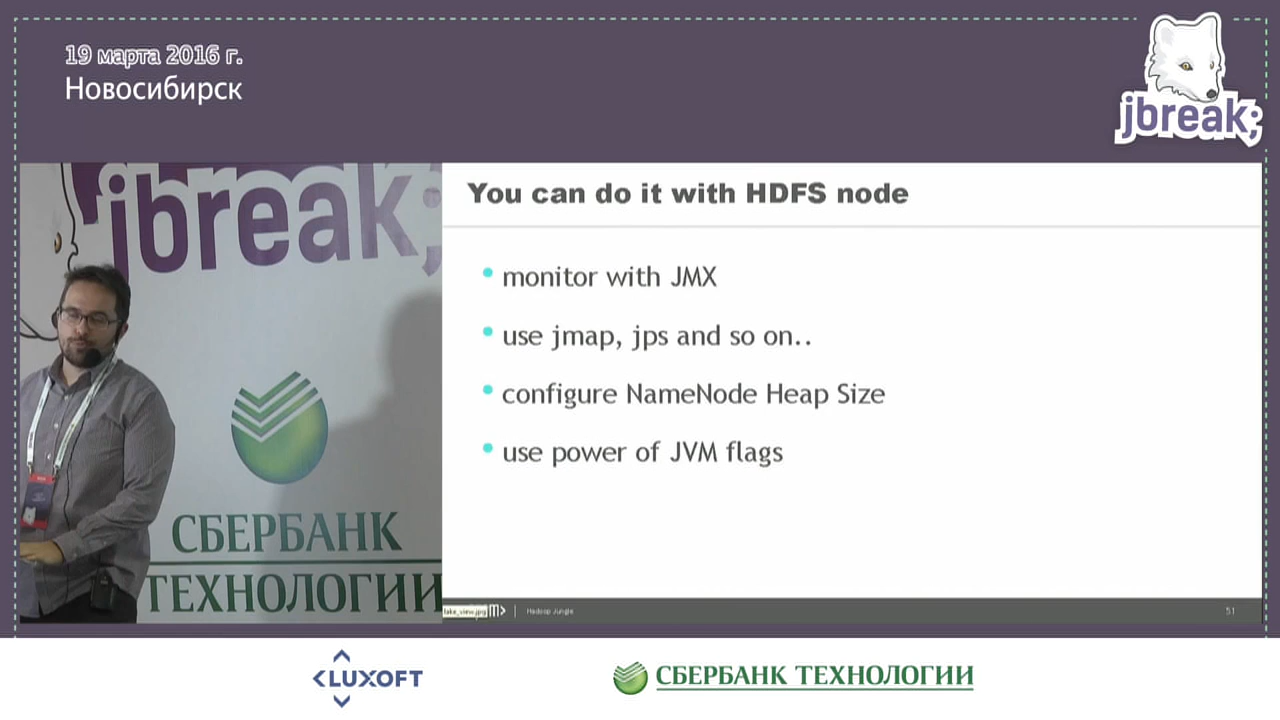 19 марта 2016 г.
Новосибирск
jbreak;
jbreak;
СБЕРБАНК
ТЕХНОЛОГИИ
You can do it with HDFS node
monitor with JMX
use jmap, jps and so on..
configure NameNode Heap Size
use power of JVM flags
fake_view.jpg
Hadoop Jungle
51
LUXOFT
СБЕРБАНК ТЕХНОЛОГИИ